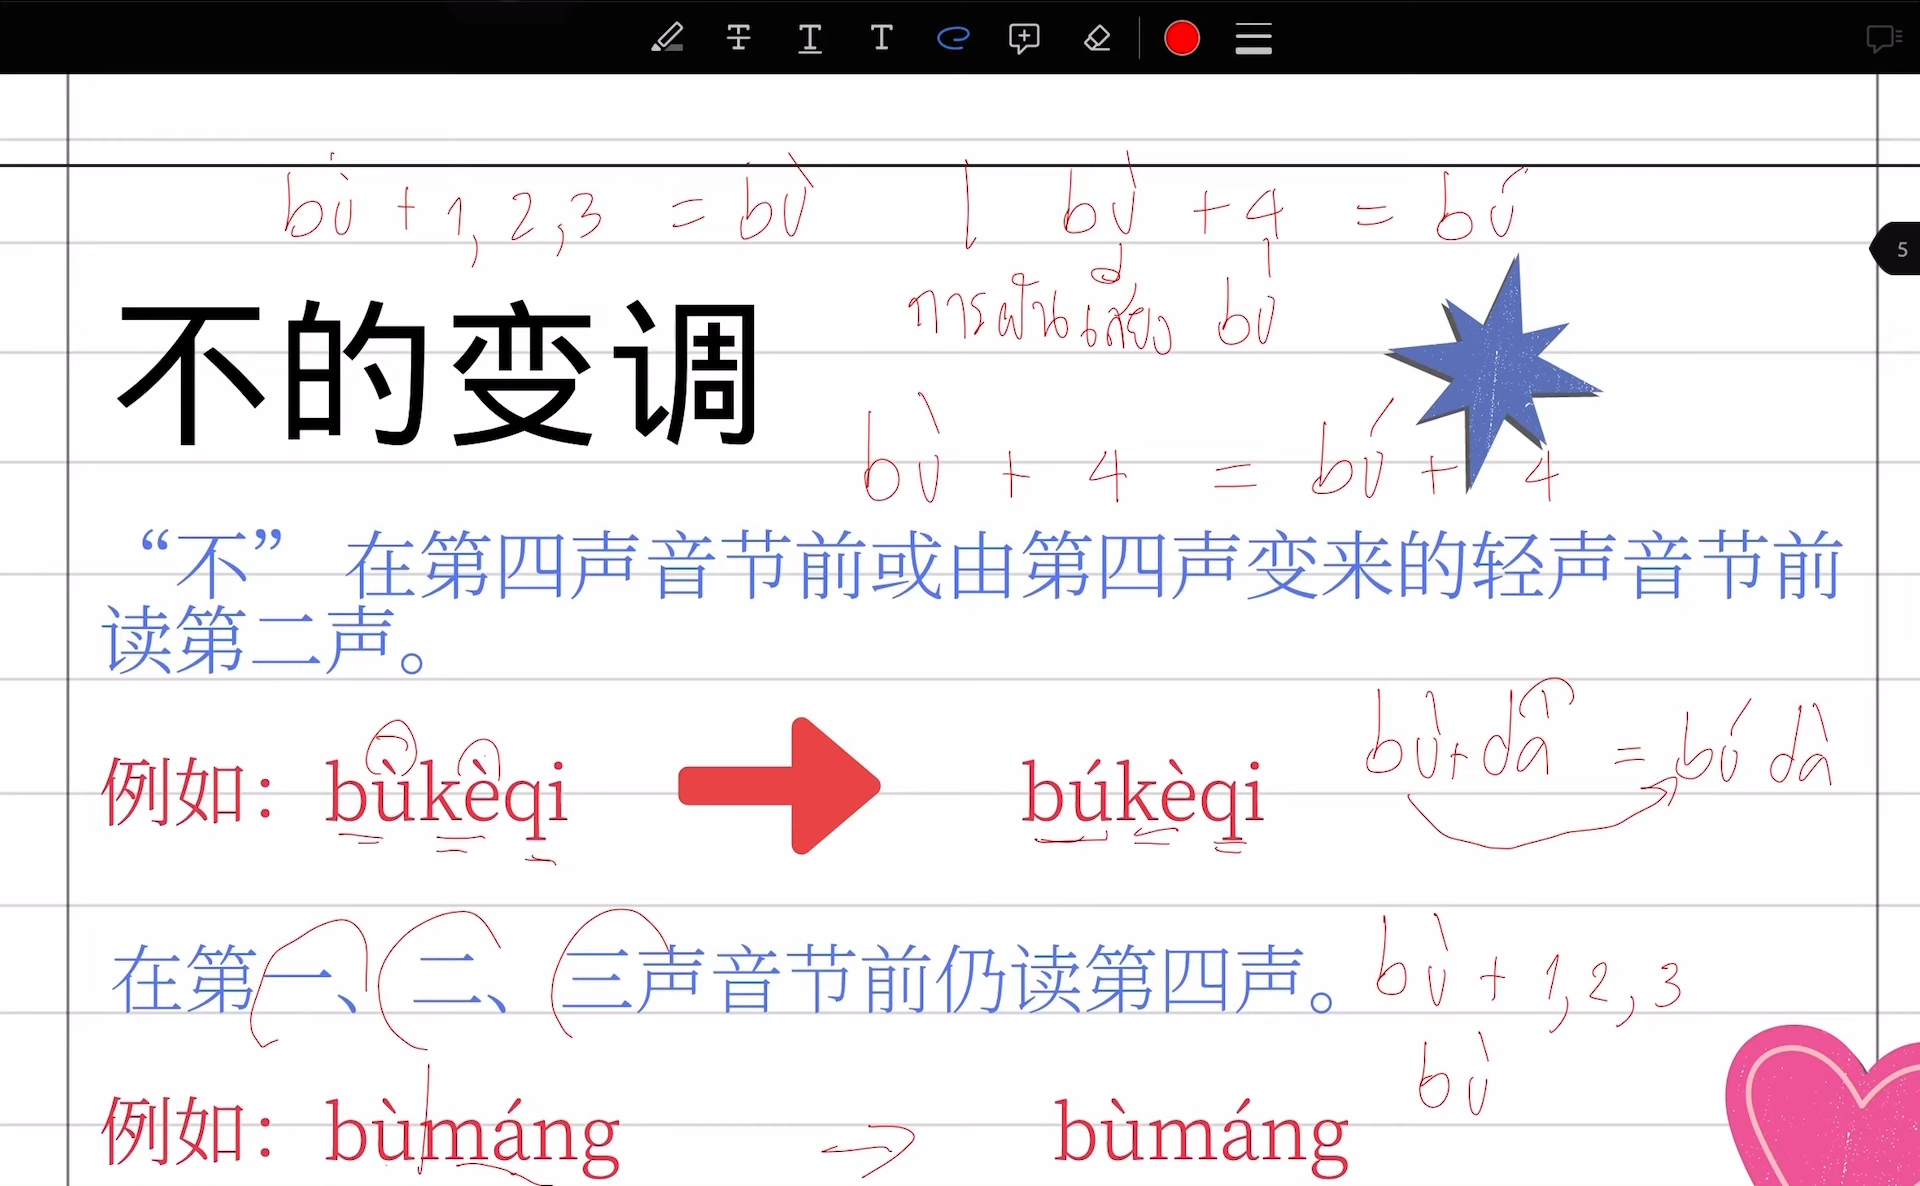 bù + 1, 2, 3 = bù | bù + 4 = bú
การผันเสียง bù
不的变调
bù + 4 = bú + 4
“不” 在第四声音节前或由第四声变来的轻声音节前
读第二声。
bù + dà = bú dà
例如：bùkèqi búkèqi
在第一、二、三声音节前仍读第四声。 bù + 1, 2, 3
bù
例如：bùmáng → bùmáng
5